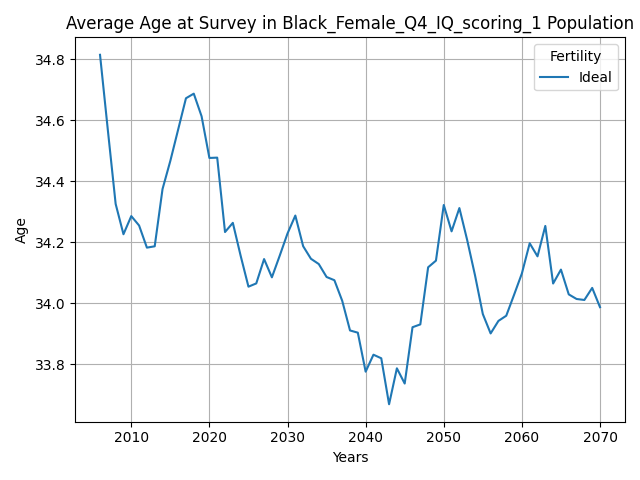 Average Age at Survey in Black_Female_Q4_IQ_scoring_1 Population
Fertility
Ideal
34.8
34.6
34.4
34.2
34.0
33.8
Age
2010 2020 2030 2040 2050 2060 2070
Years